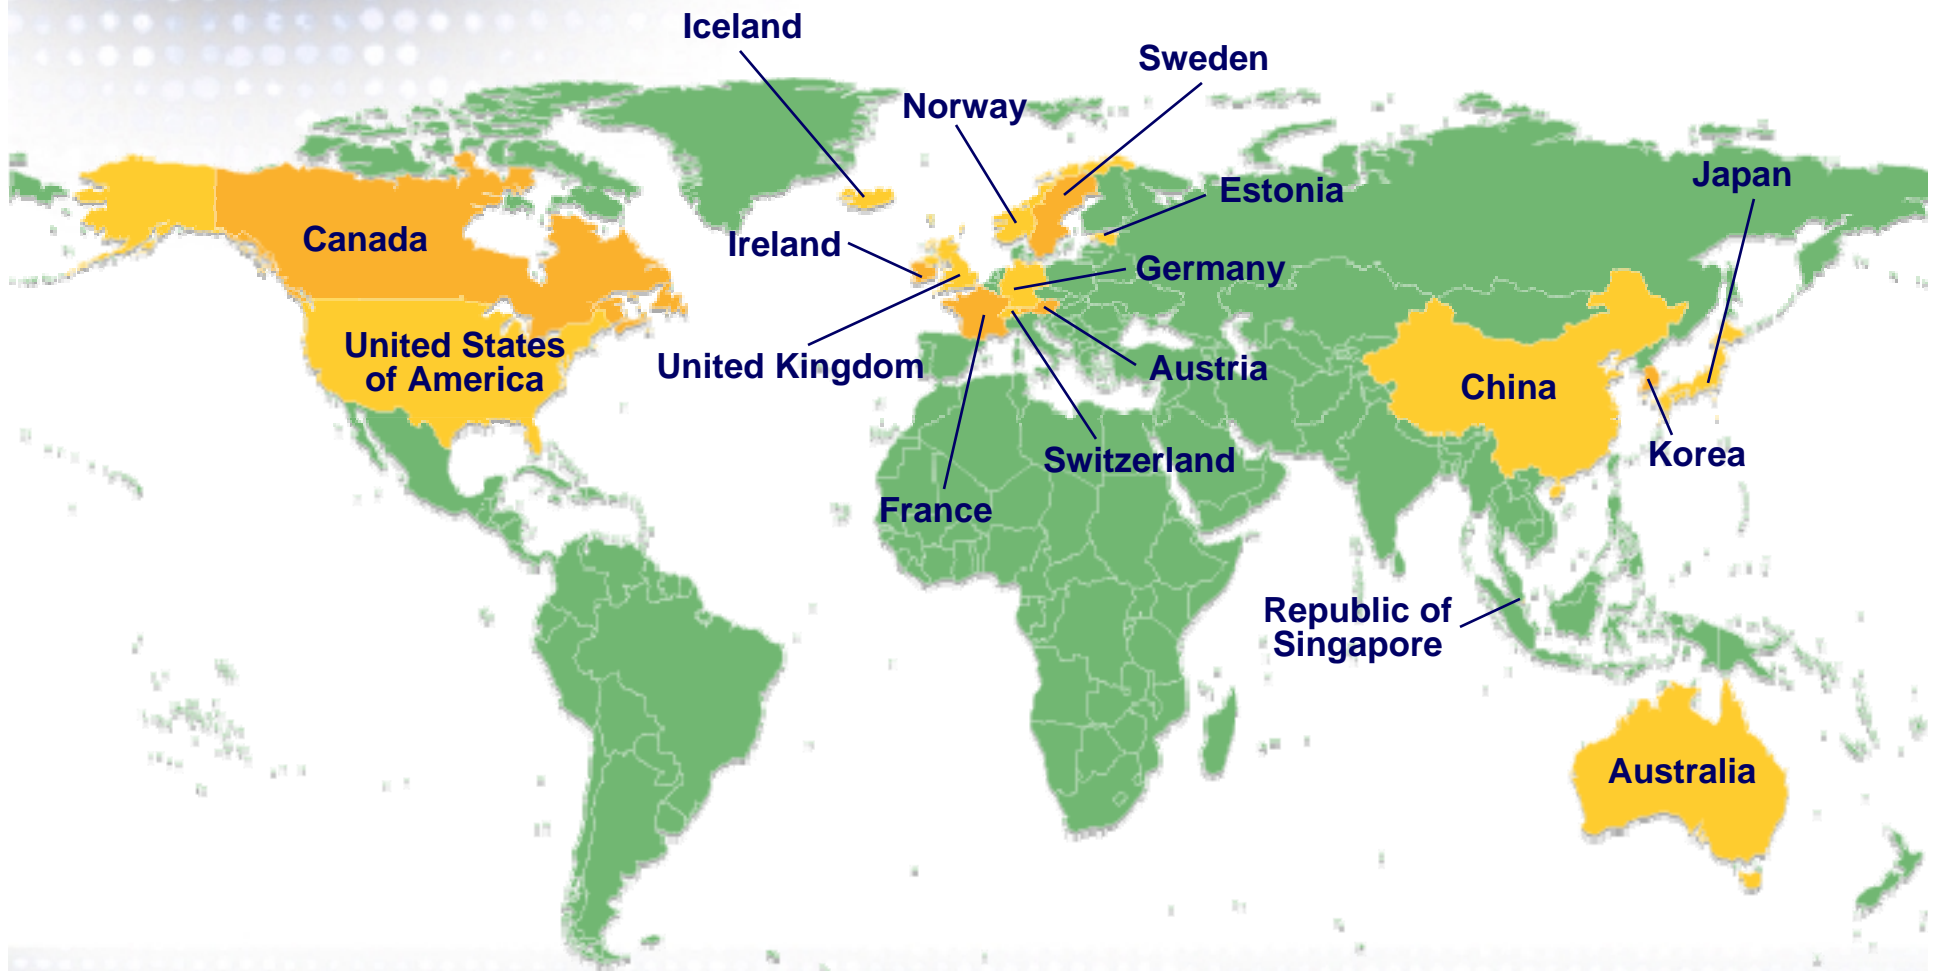 Iceland
Sweden
Norway
Japan
Estonia
Canada
Ireland
Germany
United States
of America
United Kingdom
Austria
China
Korea
Switzerland
France
Republic of
Singapore
Australia